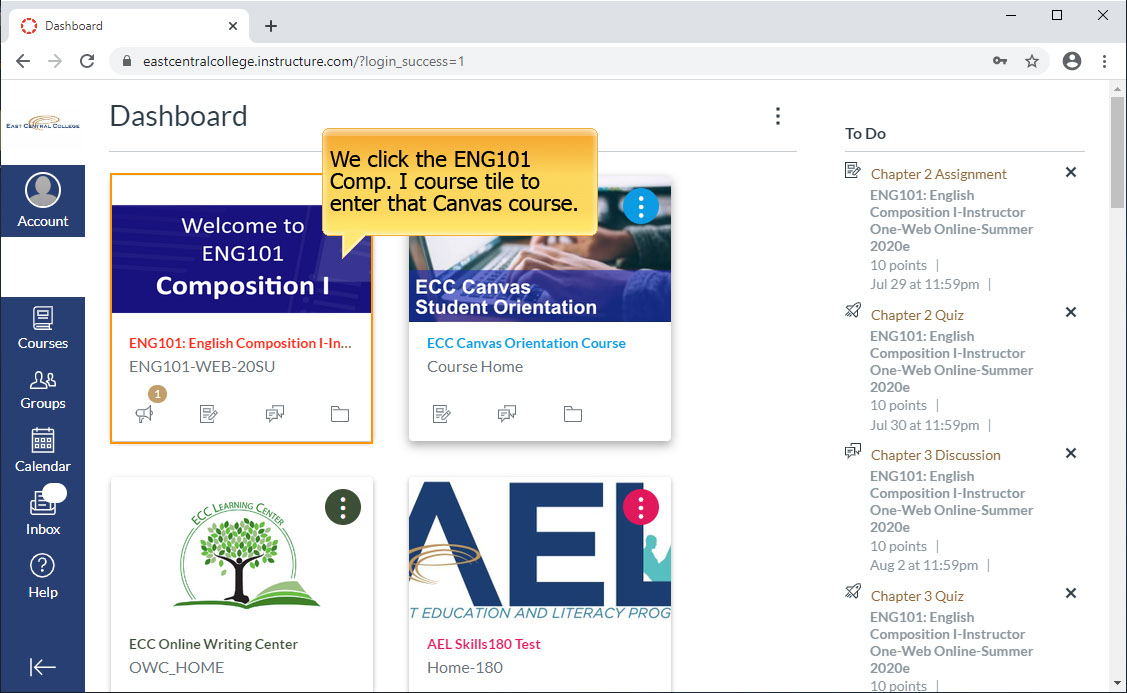 Dashboard
eastcentralcollege.instructure.com/?login_success=1
EAST CENTRAL COLLEGE
Account
Courses
Groups
Calendar
Inbox
Help
Dashboard
We click the ENG101
Comp. I course tile to
enter that Canvas course.
Welcome to
ENG101
Composition I
ENG101: English Composition I-In...
ENG101-WEB-20SU
1
ECC Canvas
Student Orientation
ECC Canvas Orientation Course
Course Home
ECC LEARNING CENTER
ECC Online Writing Center
OWC_HOME
AEL
T EDUCATION AND LITERACY PROG
AEL Skills180 Test
Home-180
To Do
Chapter 2 Assignment
ENG101: English
Composition I-Instructor
One-Web Online-Summer
2020e
10 points |
Jul 29 at 11:59pm |
Chapter 2 Quiz
ENG101: English
Composition I-Instructor
One-Web Online-Summer
2020e
10 points |
Jul 30 at 11:59pm |
Chapter 3 Discussion
ENG101: English
Composition I-Instructor
One-Web Online-Summer
2020e
10 points |
Aug 2 at 11:59pm |
Chapter 3 Quiz
ENG101: English
Composition I-Instructor
One-Web Online-Summer
2020e
10 points |